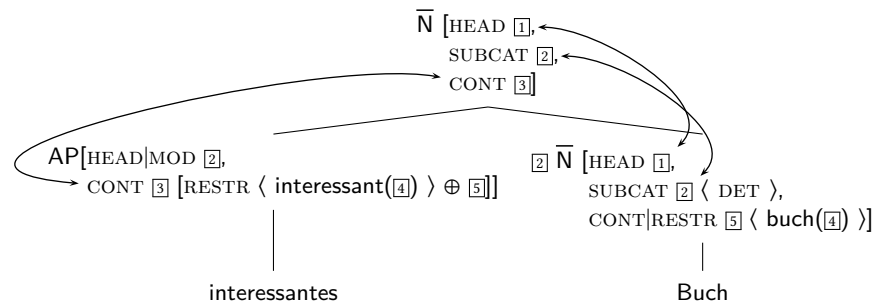 N̅ [HEAD 1,
SUBCAT 2,
CONT 3]
AP[HEAD|MOD 2,
CONT 3 [RESTR ⟨ interessant(4) ⟩ ⊕ 5]]
2 N̅ [HEAD 1,
SUBCAT 2 ⟨ DET ⟩,
CONT|RESTR 5 ⟨ buch(4) ⟩]
interessantes
Buch